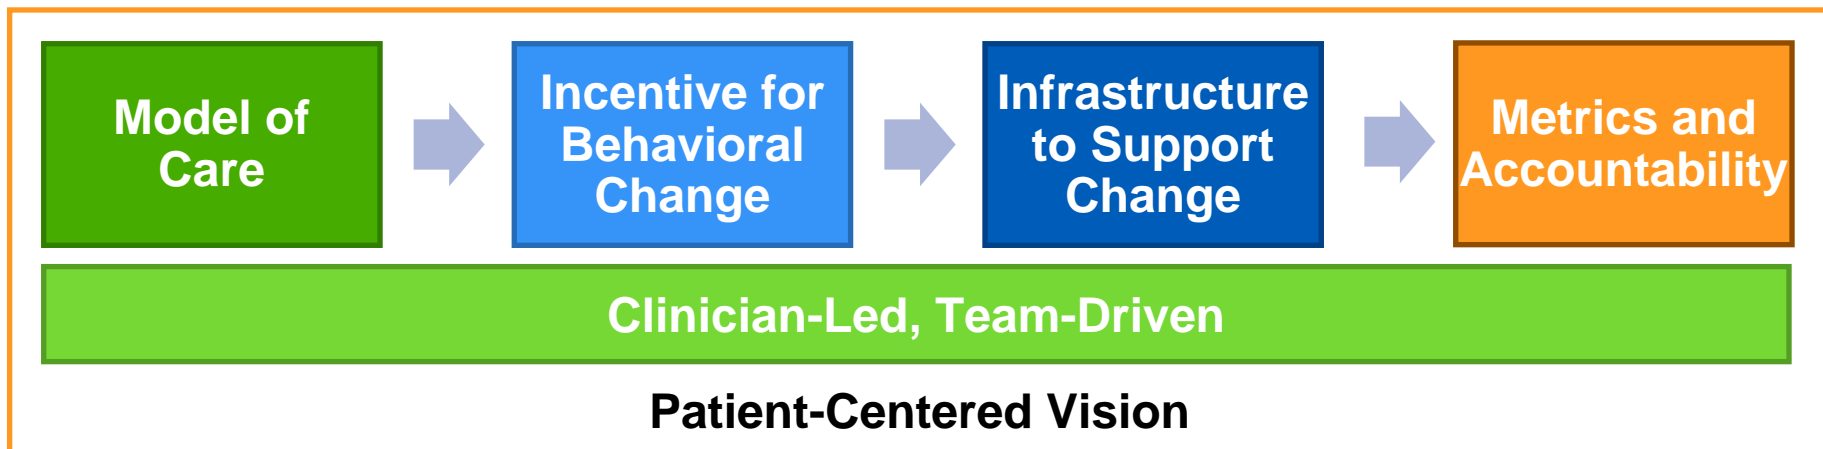 Model of
Care
Incentive for
Behavioral
Change
Infrastructure
to Support
Change
Metrics and
Accountability
Clinician-Led, Team-Driven
Patient-Centered Vision